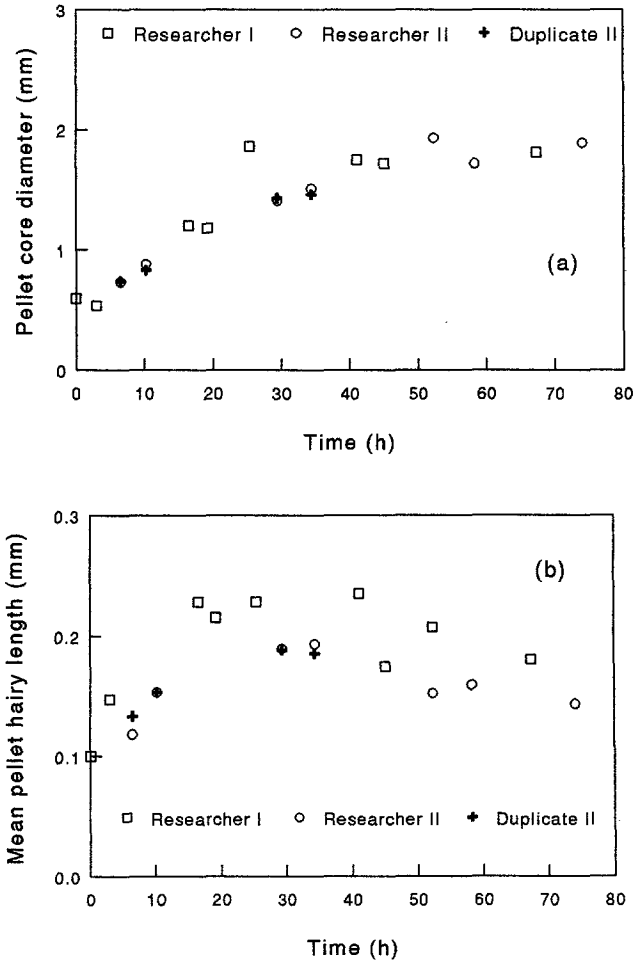 3
□ Researcher I ○ Researcher II + Duplicate II
2
Pellet core diameter (mm)
1
(a)
0
0 10 20 30 40 50 60 70 80
Time (h)
0.3
(b)
0.2
Mean pellet hairy length (mm)
0.1
□ Researcher I ○ Researcher II + Duplicate II
0.0
0 10 20 30 40 50 60 70 80
Time (h)